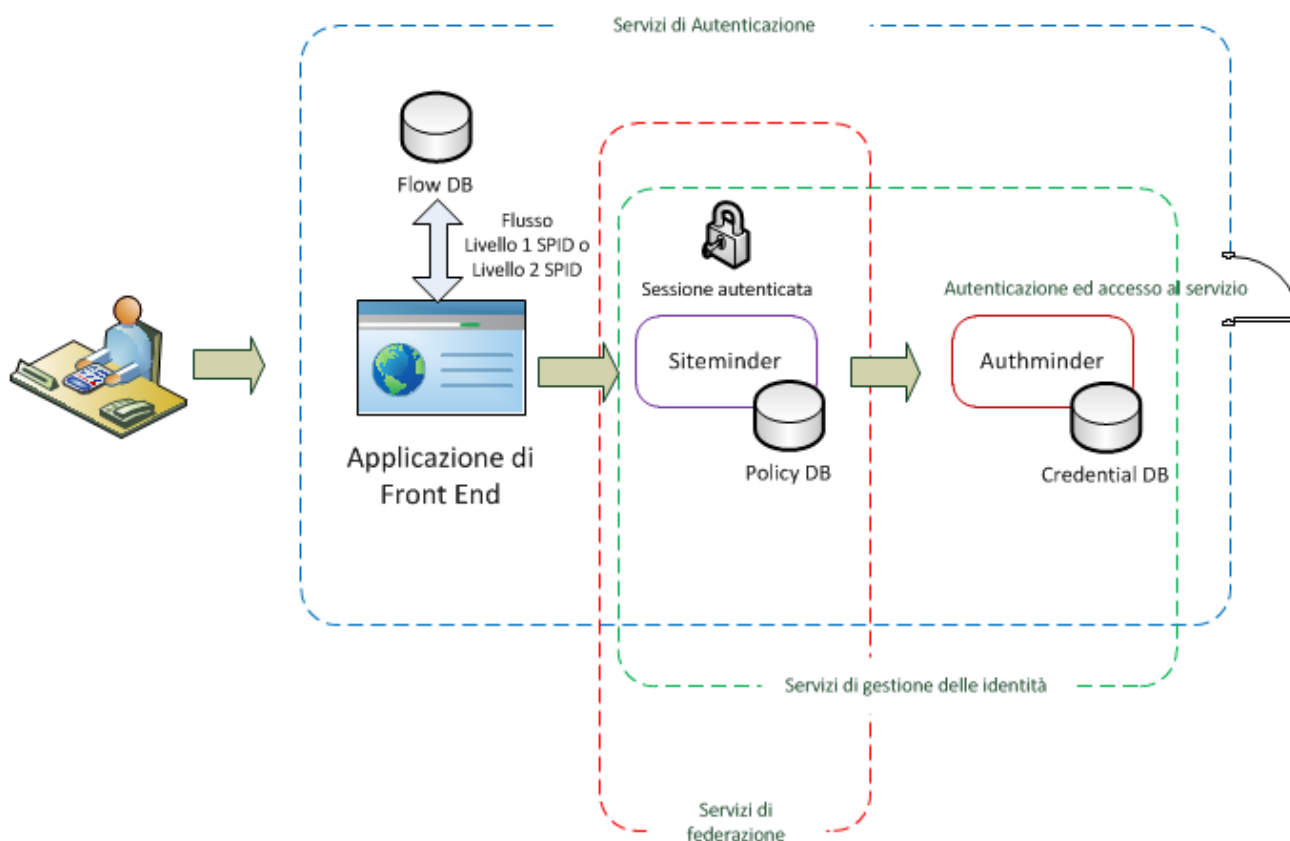 Servizi di Autenticazione
Flow DB
Flusso
Livello 1 SPID o
Livello 2 SPID
Applicazione di
Front End
Sessione autenticata
Siteminder
Policy DB
Autenticazione ed accesso al servizio
Authminder
Credential DB
Servizi di gestione delle identità
Servizi di
federazione